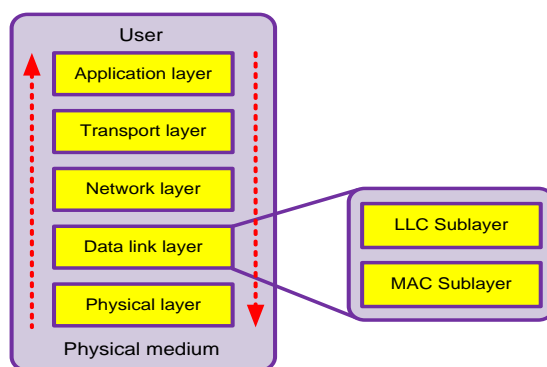 User
Application layer
Transport layer
Network layer
Data link layer
Physical layer
Physical medium
LLC Sublayer
MAC Sublayer